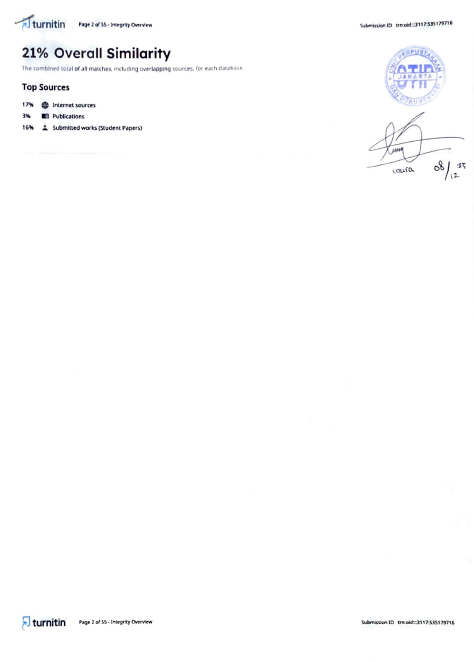 turnitin Page 2 of 55 - Integrity Overview Submission ID trn:oid:::3117:535179716
21% Overall Similarity
The combined total of all matches, including overlapping sources, for each database.
Top Sources
17% Internet sources
3% Publications
16% Submitted works (Student Papers)
UNIT PERPUSTAKAAN
JAKARTA
Laura 08/12 25
turnitin Page 2 of 55 - Integrity Overview Submission ID trn:oid:::3117:535179716